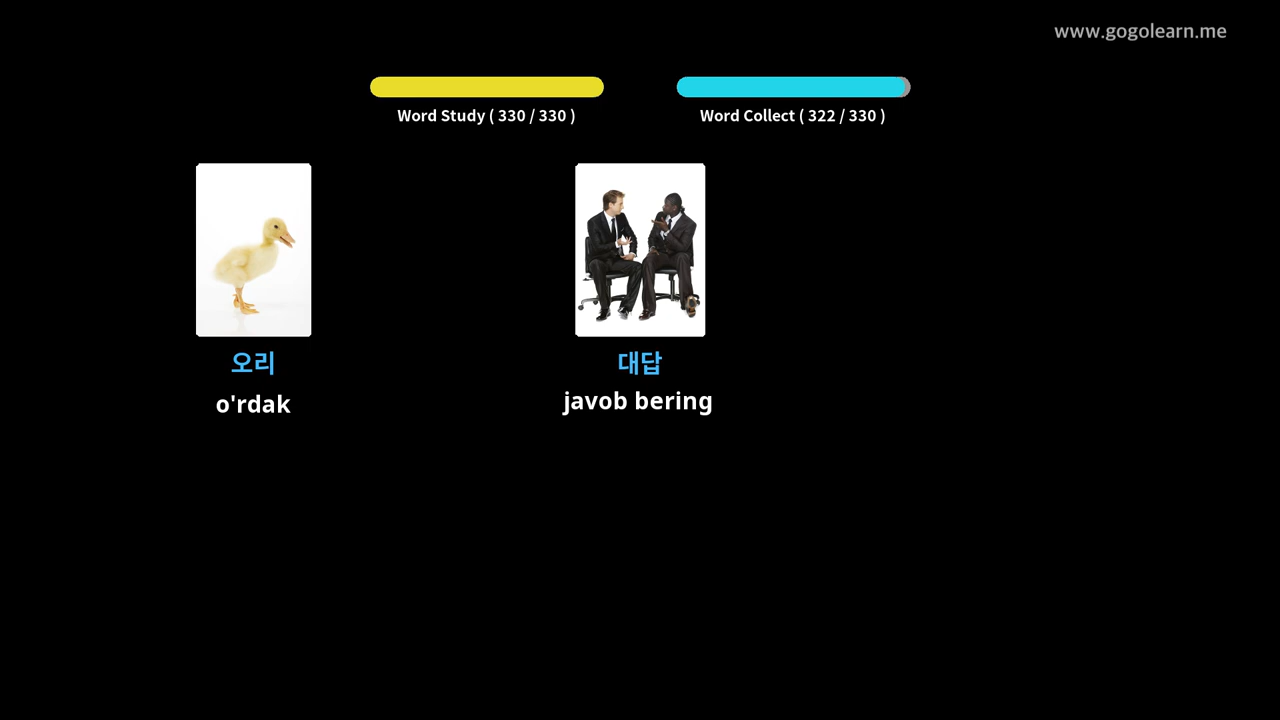 www.gogolearn.me
Word Study ( 330 / 330 )
Word Collect ( 322 / 330 )
오리
o'rdak
대답
javob bering